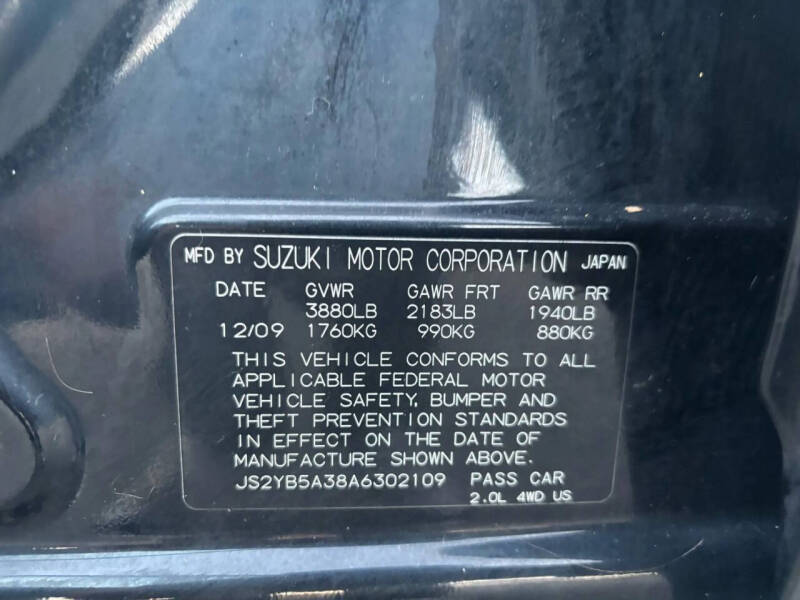 MFD BY SUZUKI MOTOR CORPORATION JAPAN
DATE GVWR GAWR FRT GAWR RR
3880LB 2183LB 1940LB
12/09 1760KG 990KG 880KG
THIS VEHICLE CONFORMS TO ALL
APPLICABLE FEDERAL MOTOR
VEHICLE SAFETY, BUMPER AND
THEFT PREVENTION STANDARDS
IN EFFECT ON THE DATE OF
MANUFACTURE SHOWN ABOVE.
JS2YB5A38A6302109 PASS CAR
2.0L 4WD US